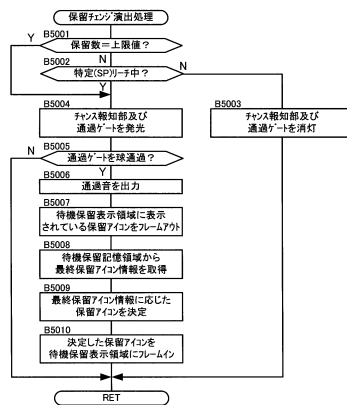 保留チェンジ演出処理
B5001
Y
保留数=上限値？
N
B5002
特定(SP)リーチ中？
N
Y
B5004
チャンス報知部及び
通過ゲートを発光
B5003
チャンス報知部及び
通過ゲートを消灯
B5005
N
通過ゲートを球通過？
Y
B5006
通過音を出力
B5007
待機保留表示領域に表示
されている保留アイコンをフレームアウト
B5008
待機保留記憶領域から
最終保留アイコン情報を取得
B5009
最終保留アイコン情報に応じた
保留アイコンを決定
B5010
決定した保留アイコンを
待機保留表示領域にフレームイン
RET